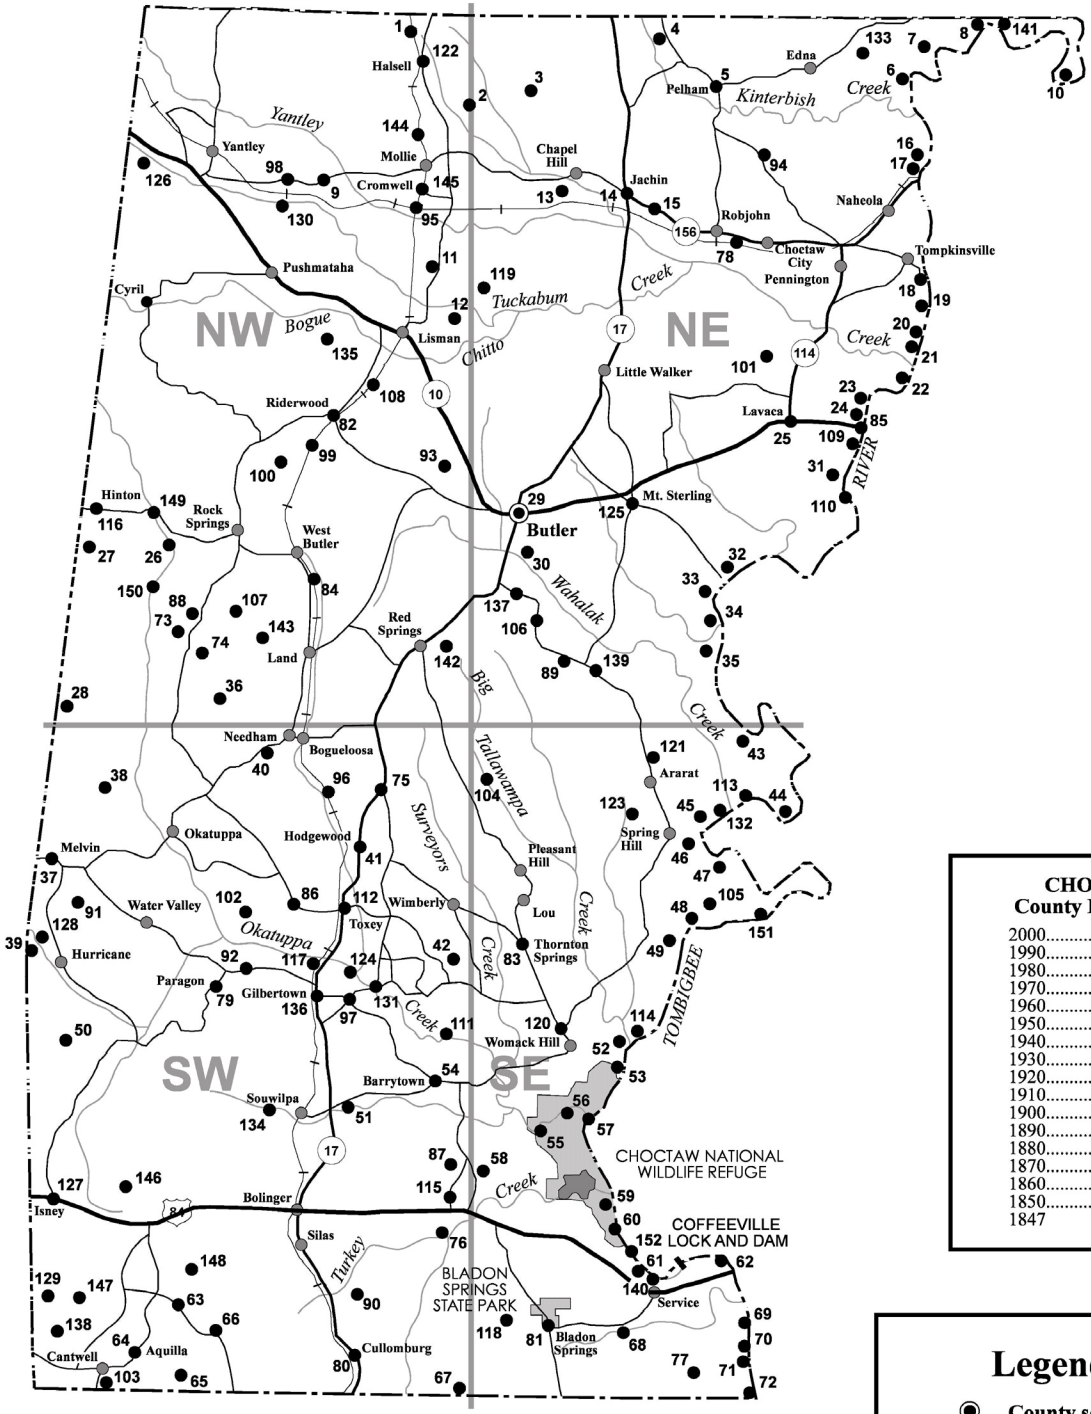 1
4
8
141
133
7
Edna
122
Halsell
5
6
10
3
Pelham
Kinterbish
Creek
2
Yantley
144
Chapel
Hill
16
Yantley
Mollie
94
17
126
98
9
Cromwell
145
13
14
Jachin
15
130
95
Naheola
156
Robjohn
78
Choctaw
City
Tompkinsville
Pushmataha
11
Pennington
119
Creek
18
Cyril
12
Tuckabum
19
NW
Bogue
17
NE
20
Lisman
Chitto
Creek
135
21
101
114
Little Walker
22
108
10
23
Riderwood
Lavaca
24
82
85
25
109
99
93
100
31
RIVER
Hinton
149
29
Mt. Sterling
110
116
Rock
Springs
125
Butler
West
Butler
27
26
30
32
150
84
33
137
Wahalak
88
107
34
73
106
Red
Springs
143
74
Land
142
89
139
35
Big
28
36
Creek
Needham
Bogueloosa
43
40
121
Tallawampa
38
96
75
Ararat
104
113
44
123
45
132
Okatuppa
Hodgewood
Surveyors
Spring
Hill
Melvin
41
Pleasant
Hill
46
37
47
91
102
86
112
Wimberly
105
128
Water Valley
Toxey
Lou
Creek
48
151
39
Okatuppa
Thornton
Springs
Hurricane
92
117
124
42
83
49
Creek
Paragon
Gilbertown
79
136
131
97
TOMBIGBEE
50
Creek
111
120
114
Womack Hill
52
SW
SE
54
53
Barrytown
Souwilpa
56
134
51
57
55
17
CHOCTAW NATIONAL
WILDLIFE REFUGE
87
58
127
146
115
Creek
59
Isney
84
Bolinger
60
COFFEEVILLE
LOCK AND DAM
Silas
76
152
148
61
62
Turkey
BLADON
SPRINGS
STATE PARK
129
147
140
Service
90
63
69
138
66
118
81
Bladon
Springs
68
70
64
Aquilla
Cantwell
80
Cullomburg
71
103
65
67
77
72
CHO
County
2000
1990
1980
1970
1960
1950
1940
1930
1920
1910
1900
1890
1880
1870
1860
1850
1847
Legen
County s